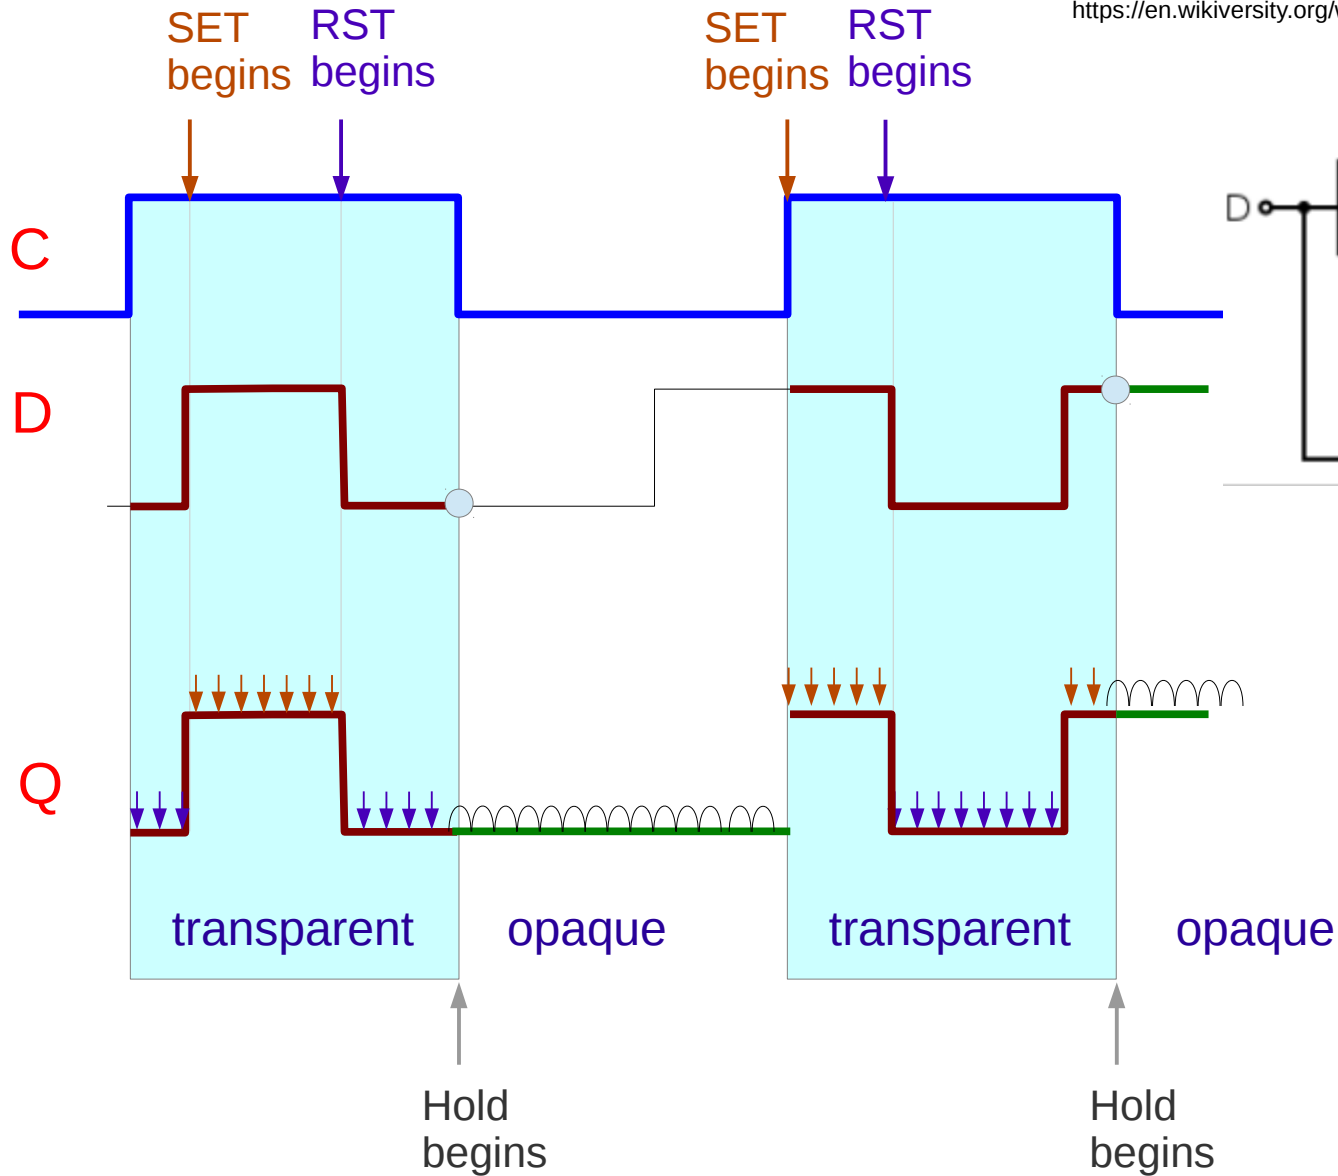 https://en.wikiversity.org/w
SET
begins
RST
begins
SET
begins
RST
begins
C
D
D
Q
transparent
opaque
transparent
opaque
Hold
begins
Hold
begins